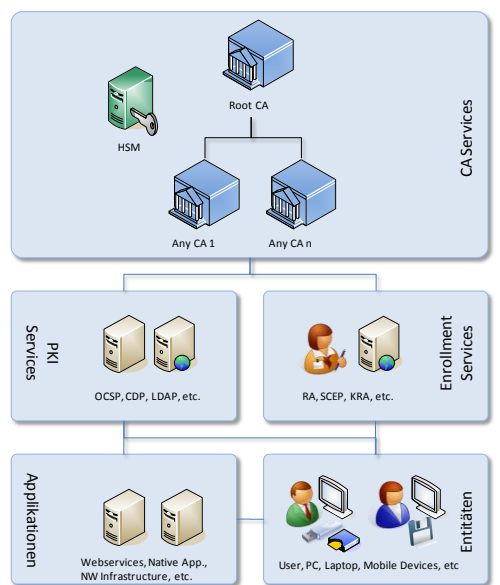 Root CA
HSM
CA Services
Any CA 1
Any CA n
PKI
Services
OCSP, CDP, LDAP, etc.
Enrollment
Services
RA, SCEP, KRA, etc.
Applikationen
Webservices, Native App.,
NW Infrastructure, etc.
Entitäten
User, PC, Laptop, Mobile Devices, etc